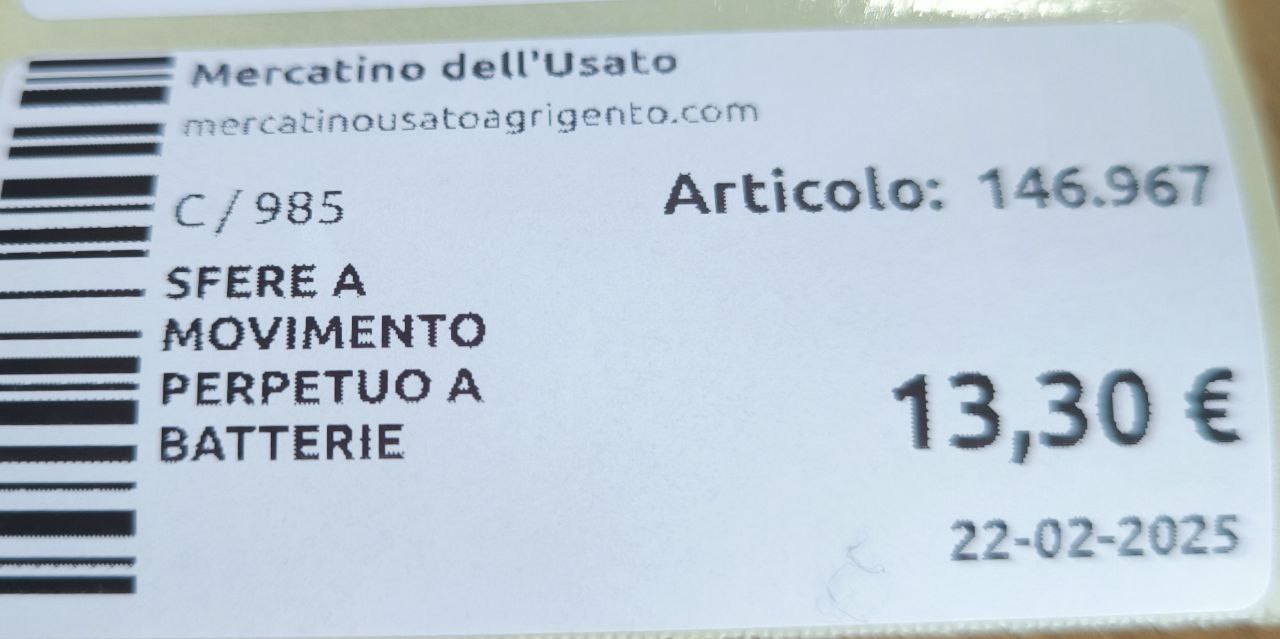 Mercatino dell'Usato
mercatinousatoagrigento.com
C/985
Articolo: 146.967
SFERE A
MOVIMENTO
PERPETUO A
BATTERIE
13,30 €
22-02-2025